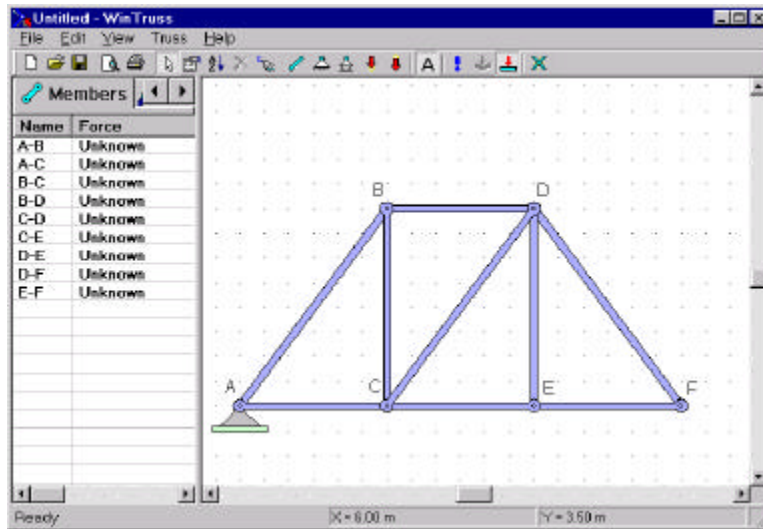 Untitled - WinTruss
File Edit View Truss Help
A
Members
Name Force
A-B Unknown
A-C Unknown
B-C Unknown
B-D Unknown
C-D Unknown
C-E Unknown
D-E Unknown
D-F Unknown
E-F Unknown
B D
A C E F
Ready X = 6.00 m Y = 3.50 m